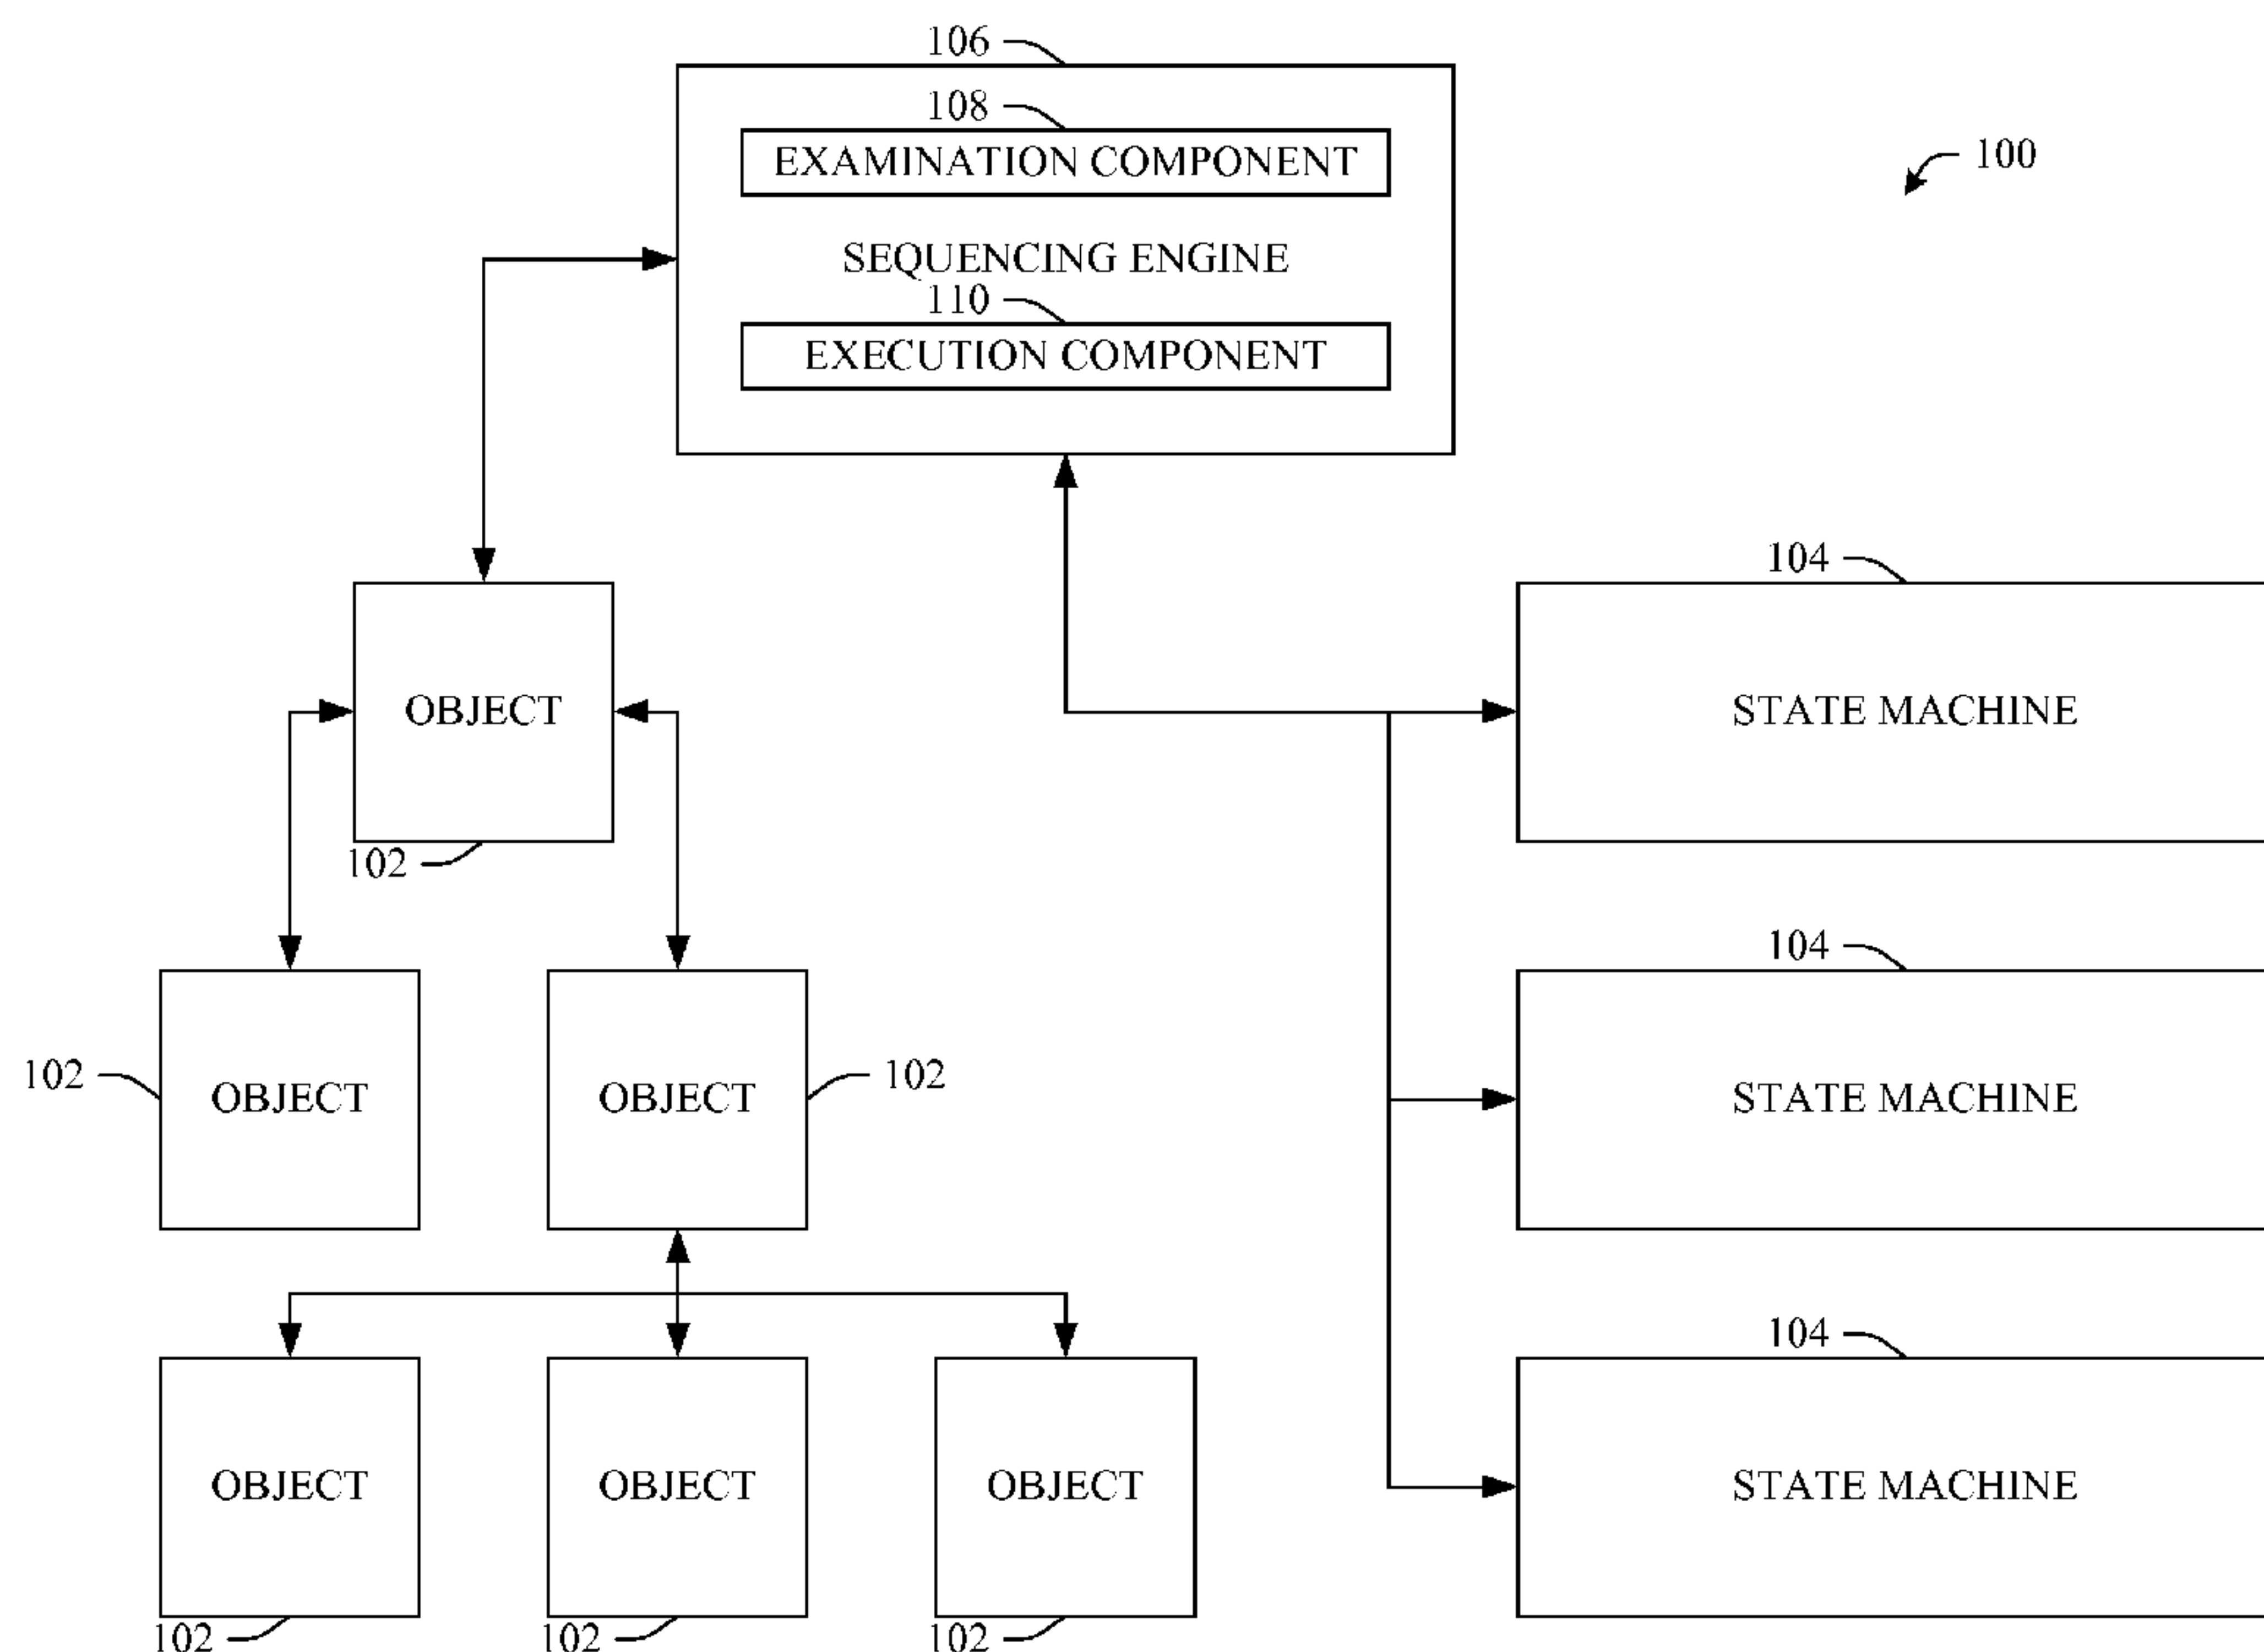 106
108
EXAMINATION COMPONENT
100
SEQUENCING ENGINE
110
EXECUTION COMPONENT
104
OBJECT
STATE MACHINE
102
104
102
OBJECT
OBJECT
102
STATE MACHINE
104
OBJECT
OBJECT
OBJECT
STATE MACHINE
102
102
102